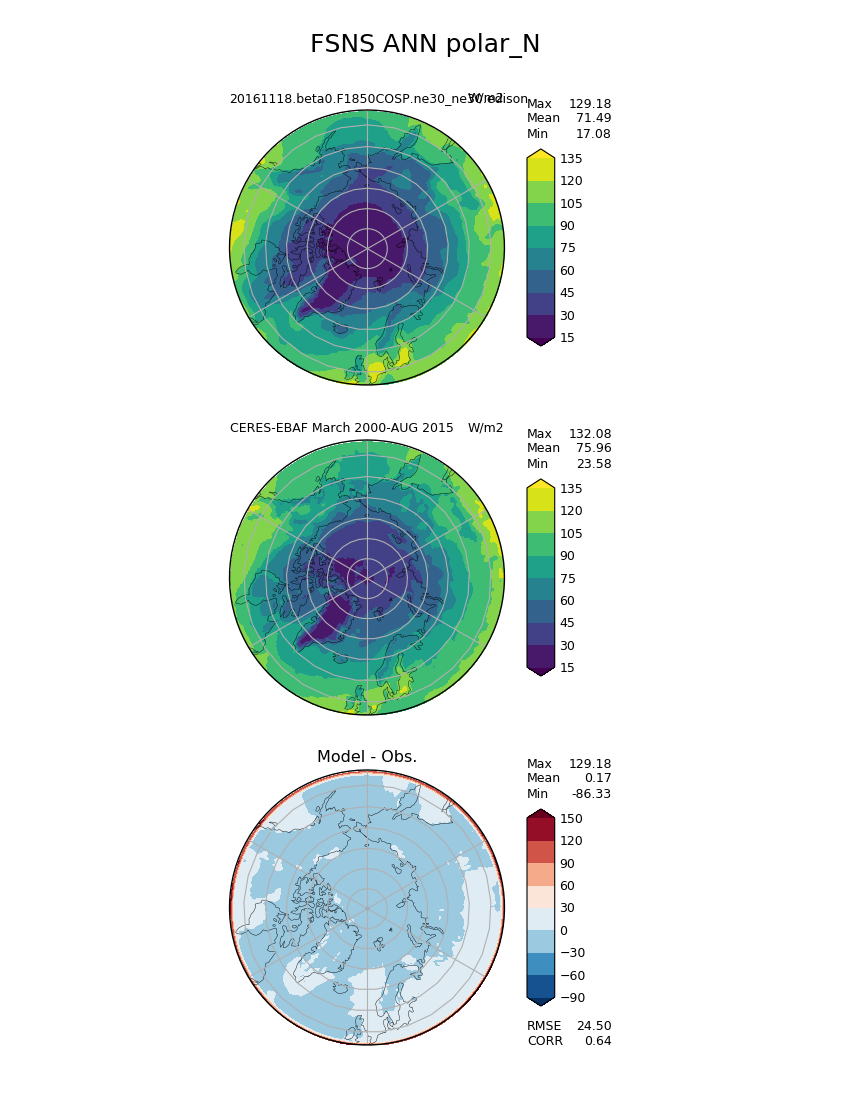 FSNS ANN polar_N
20161118.beta0.F1850COSP.ne30_ne30.edison W/m2
Max 129.18
Mean 71.49
Min 17.08
135
120
105
90
75
60
45
30
15
CERES-EBAF March 2000-AUG 2015 W/m2
Max 132.08
Mean 75.96
Min 23.58
135
120
105
90
75
60
45
30
15
Model - Obs.
Max 129.18
Mean 0.17
Min -86.33
150
120
90
60
30
0
−30
−60
−90
RMSE 24.50
CORR 0.64